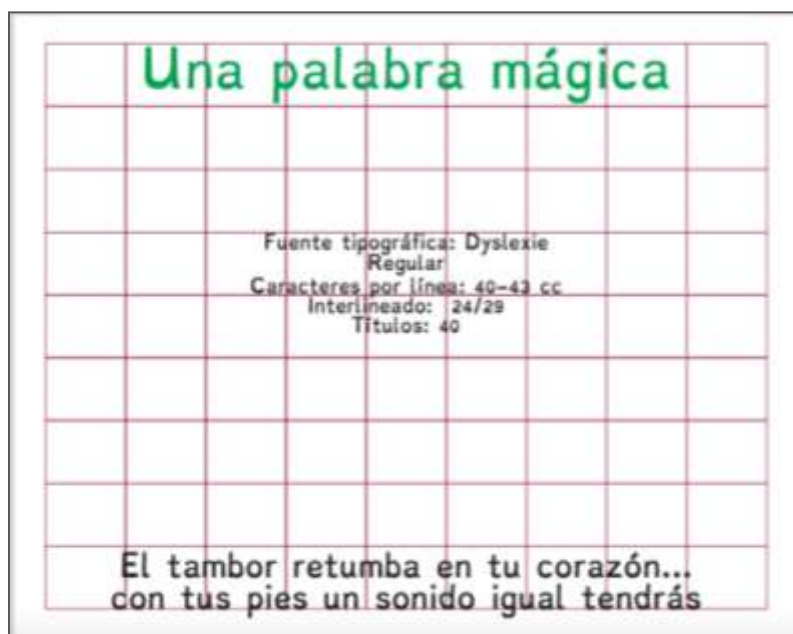 Una palabra mágica
Fuente tipográfica: Dyslexie
Regular
Caracteres por línea: 40-43 cc
Interlineado: 24/29
Títulos: 40
El tambor retumba en tu corazón...
con tus pies un sonido igual tendrás